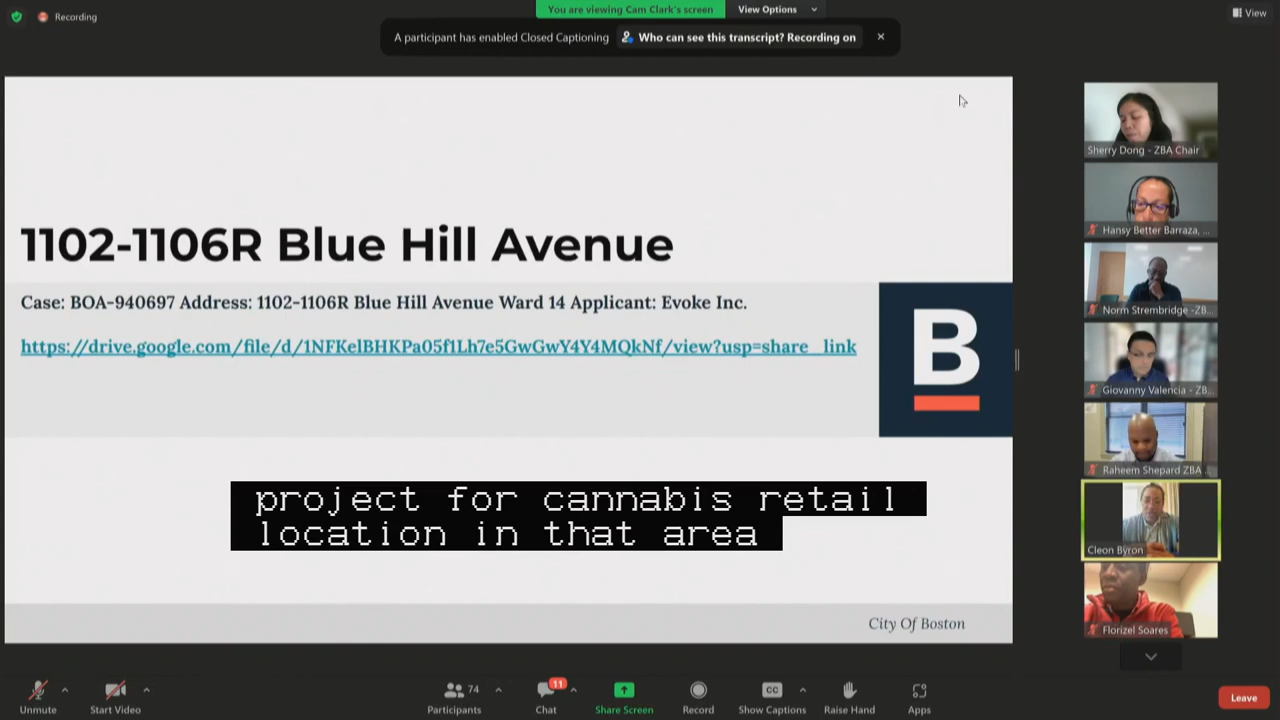 Recording
You are viewing Cam Clark's screen
View Options
View
A participant has enabled Closed Captioning
Who can see this transcript? Recording on
1102-1106R Blue Hill Avenue
Case: BOA-940697 Address: 1102-1106R Blue Hill Avenue Ward 14 Applicant: Evoke Inc.
https://drive.google.com/file/d/1NFKelBHKPa05f1Lh7e5GwGwY4Y4MQkNf/view?usp=share_link
B
project for cannabis retail
location in that area
City Of Boston
Sherry Dong - ZBA Chair
Hansy Better Barraza, ...
Norm Strembridge -ZB...
Giovanny Valencia - ZB...
Raheem Shepard ZBA ...
Cleon Byron
Florizel Soares
Unmute
Start Video
74
Participants
11
Chat
Share Screen
Record
CC
Show Captions
Raise Hand
Apps
Leave